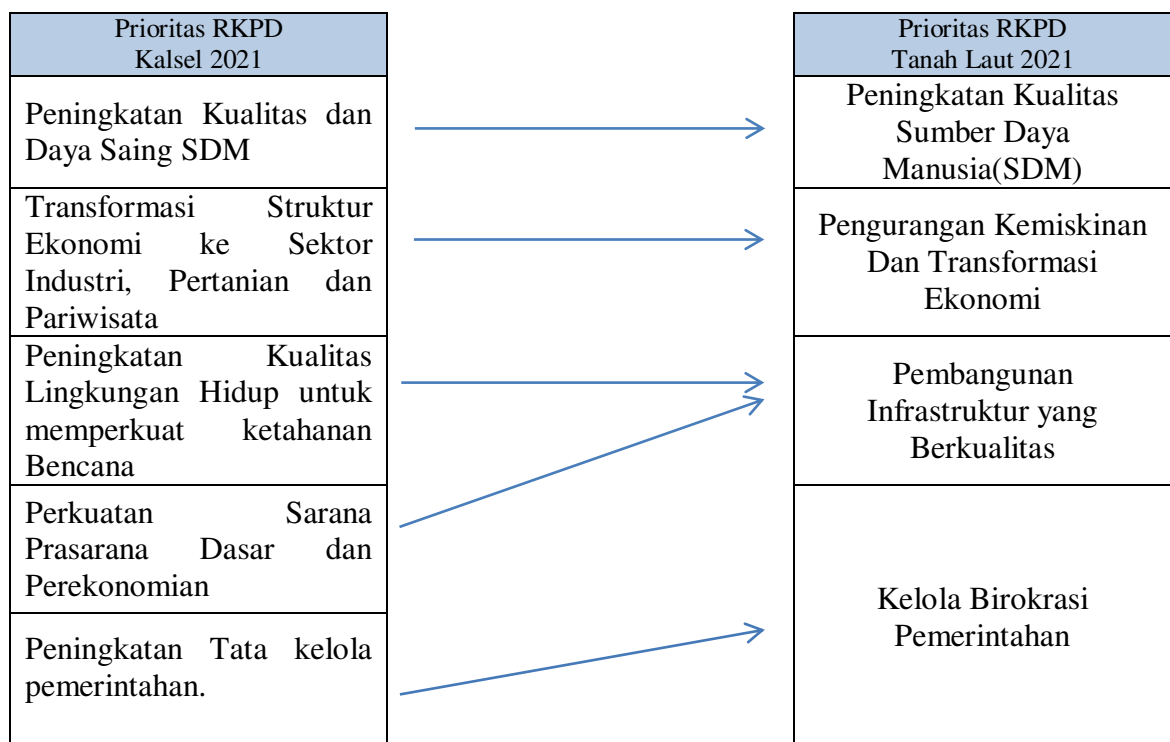 Prioritas RKPD
Kalsel 2021
Peningkatan Kualitas dan
Daya Saing SDM
Transformasi Struktur
Ekonomi ke Sektor
Industri, Pertanian dan
Pariwisata
Peningkatan Kualitas
Lingkungan Hidup untuk
memperkuat ketahanan
Bencana
Perkuatan Sarana
Prasarana Dasar dan
Perekonomian
Peningkatan Tata kelola
pemerintahan.
Prioritas RKPD
Tanah Laut 2021
Peningkatan Kualitas
Sumber Daya
Manusia(SDM)
Pengurangan Kemiskinan
Dan Transformasi
Ekonomi
Pembangunan
Infrastruktur yang
Berkualitas
Kelola Birokrasi
Pemerintahan